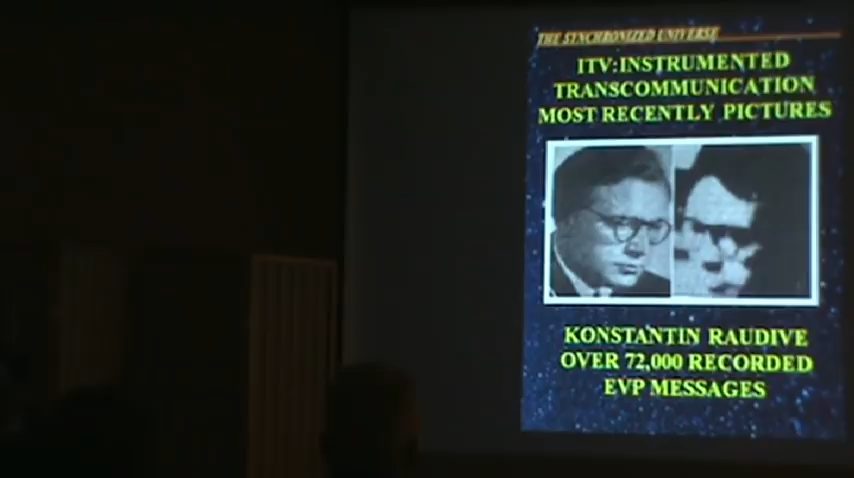 THE SYNCHRONIZED UNIVERSE
ITV:INSTRUMENTED
TRANSCOMMUNICATION
MOST RECENTLY PICTURES
KONSTANTIN RAUDIVE
OVER 72,000 RECORDED
EVP MESSAGES